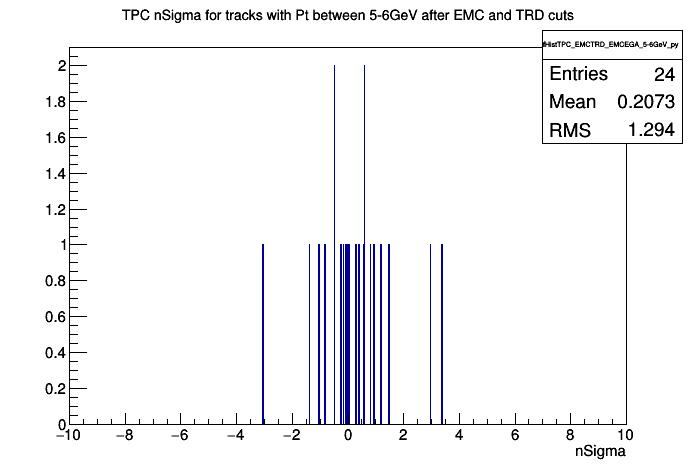 TPC nSigma for tracks with Pt between 5-6GeV after EMC and TRD cuts
fHistTPC_EMCTRD_EMCEGA_5-6GeV_py
Entries 24
Mean 0.2073
RMS 1.294
2
1.8
1.6
1.4
1.2
1
0.8
0.6
0.4
0.2
0
−10 −8 −6 −4 −2 0 2 4 6 8 10
nSigma